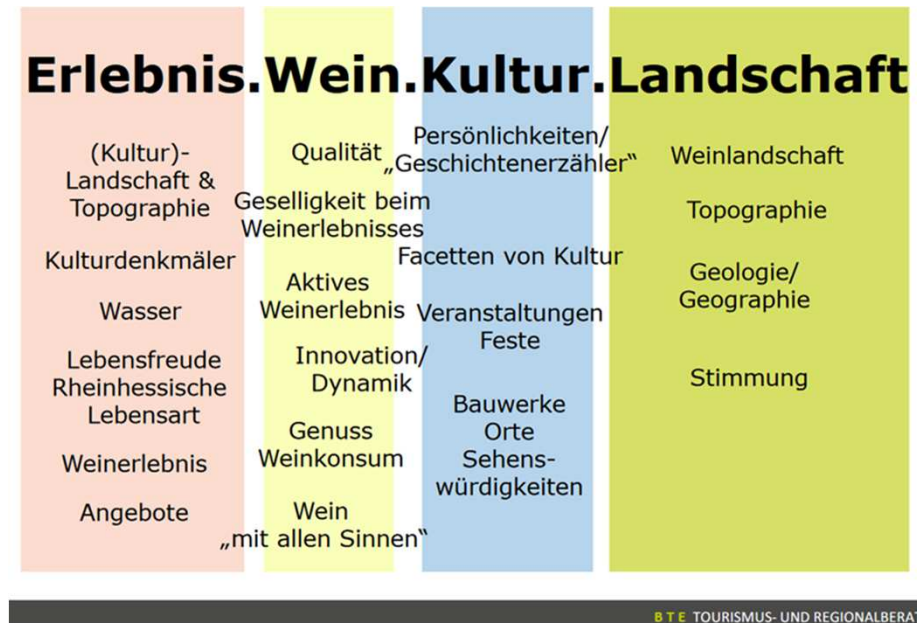 Erlebnis.Wein.Kultur.Landschaft
(Kultur)-
Landschaft &
Topographie
Kulturdenkmäler
Wasser
Lebensfreude
Rheinhessische
Lebensart
Weinerlebnis
Angebote
Qualität
Geselligkeit beim
Weinerlebnisses
Aktives
Weinerlebnis
Innovation/
Dynamik
Genuss
Weinkonsum
Wein
„mit allen Sinnen“
Persönlichkeiten/
„Geschichtenerzähler“
Facetten von Kultur
Veranstaltungen
Feste
Bauwerke
Orte
Sehens-
würdigkeiten
Weinlandschaft
Topographie
Geologie/
Geographie
Stimmung
BTE TOURISMUS- UND REGIONALBERAT